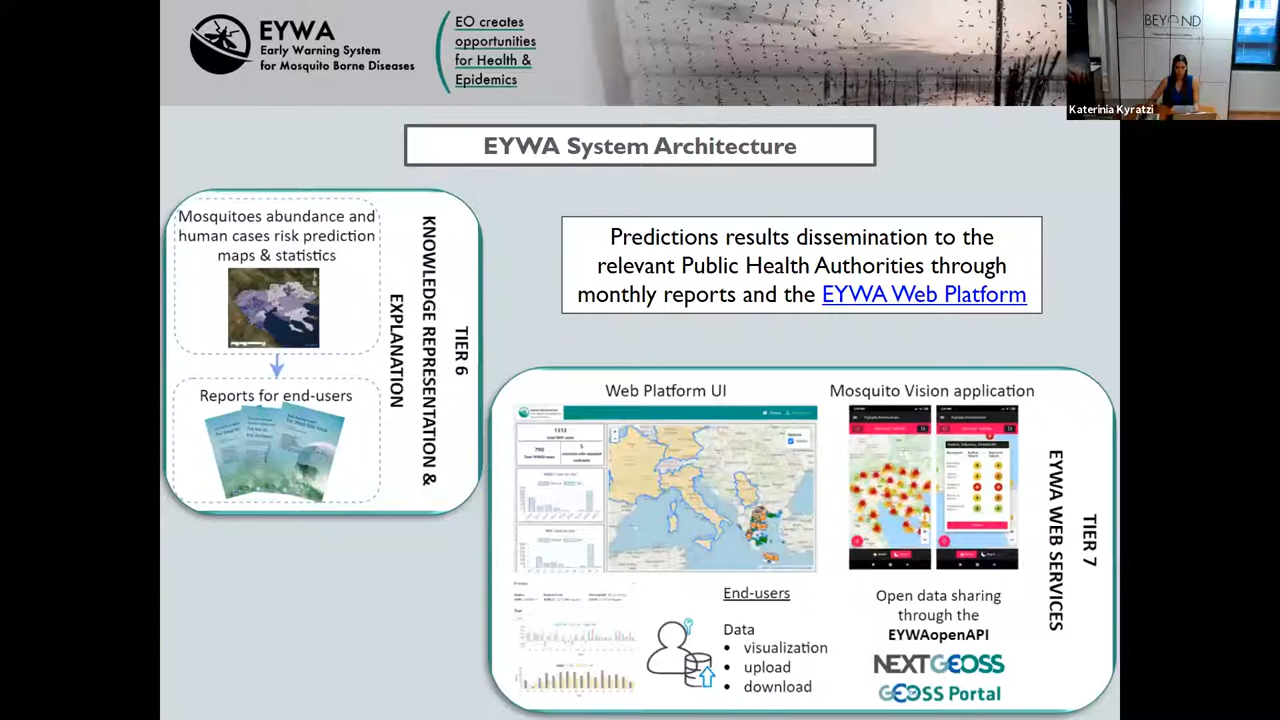 EYWA
Early Warning System
for Mosquito Borne Diseases
EO creates
opportunities
for Health &
Epidemics
BEYOND
Katerinia Kyratzi
EYWA System Architecture
Mosquitoes abundance and
human cases risk prediction
maps & statistics
Reports for end-users
TIER 6
KNOWLEDGE REPRESENTATION &
EXPLANATION
Predictions results dissemination to the
relevant Public Health Authorities through
monthly reports and the EYWA Web Platform
Web Platform UI
Mosquito Vision application
1313
790
5
End-users
Data
• visualization
• upload
• download
Open data sharing
through the
EYWAopenAPI
NEXTGEOSS
GEOSS Portal
TIER 7
EYWA WEB SERVICES